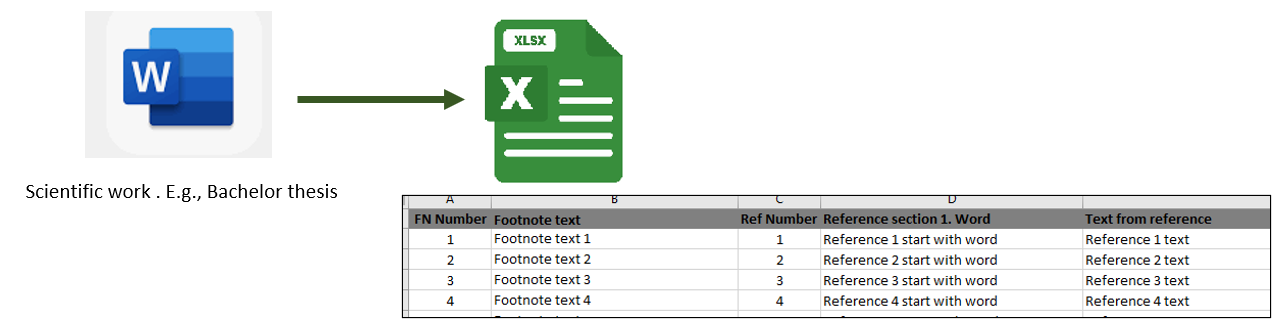 W
XLSX
X
Scientific work . E.g., Bachelor thesis
A B C D
FN Number Footnote text Ref Number Reference section 1. Word Text from reference
1 Footnote text 1 1 Reference 1 start with word Reference 1 text
2 Footnote text 2 2 Reference 2 start with word Reference 2 text
3 Footnote text 3 3 Reference 3 start with word Reference 3 text
4 Footnote text 4 4 Reference 4 start with word Reference 4 text